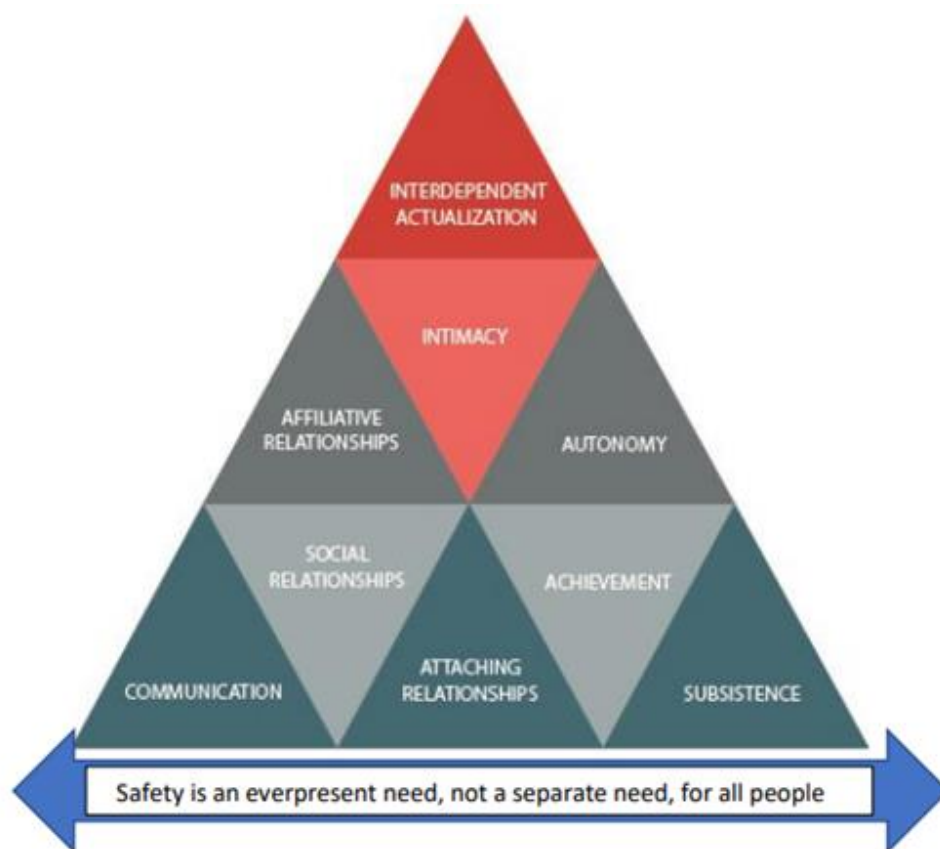 INTERDEPENDENT
ACTUALIZATION
INTIMACY
AFFILIATIVE
RELATIONSHIPS
AUTONOMY
SOCIAL
RELATIONSHIPS
ACHIEVEMENT
COMMUNICATION
ATTACHING
RELATIONSHIPS
SUBSISTENCE
Safety is an everpresent need, not a separate need, for all people